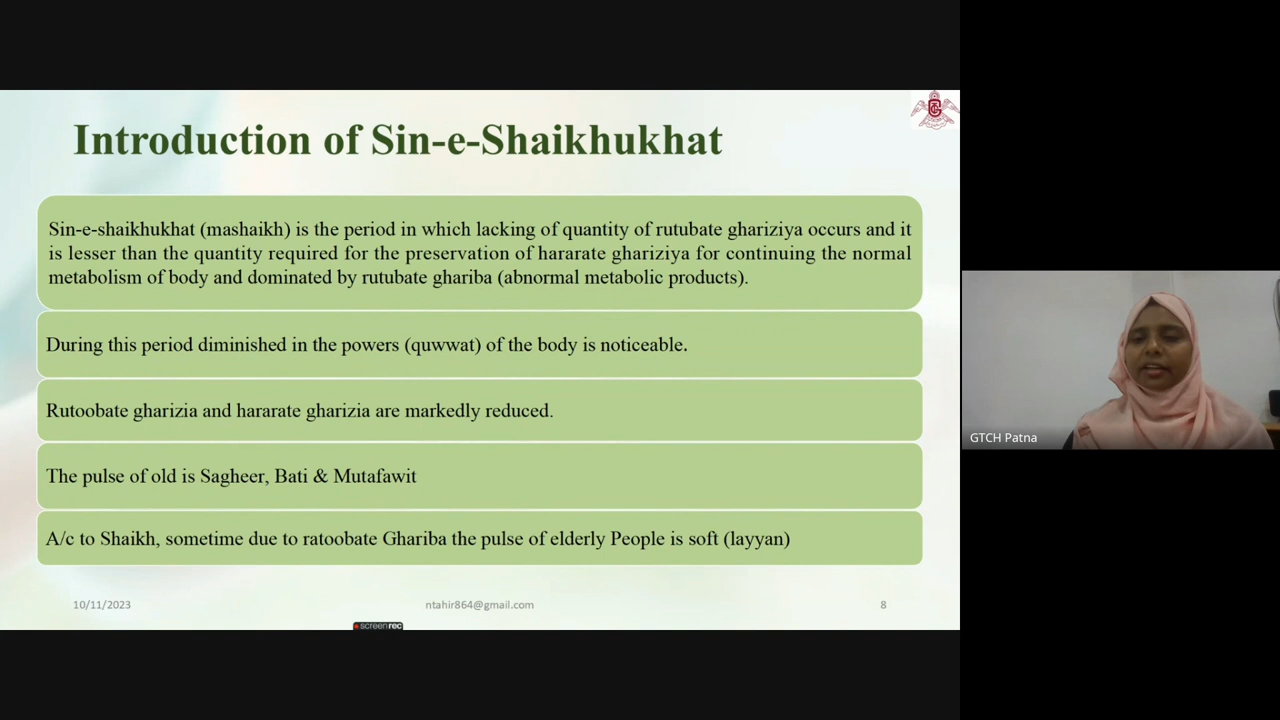 Introduction of Sin-e-Shaikhukhat
Sin-e-shaikhukhat (mashaikh) is the period in which lacking of quantity of rutubate ghariziya occurs and it
is lesser than the quantity required for the preservation of hararate ghariziya for continuing the normal
metabolism of body and dominated by rutubate ghariba (abnormal metabolic products).
During this period diminished in the powers (quwwat) of the body is noticeable.
Rutoobate gharizia and hararate gharizia are markedly reduced.
The pulse of old is Sagheer, Bati & Mutafawit
A/c to Shaikh, sometime due to ratoobate Ghariba the pulse of elderly People is soft (layyan)
10/11/2023
ntahir864@gmail.com
8
screenrec
GTCH Patna